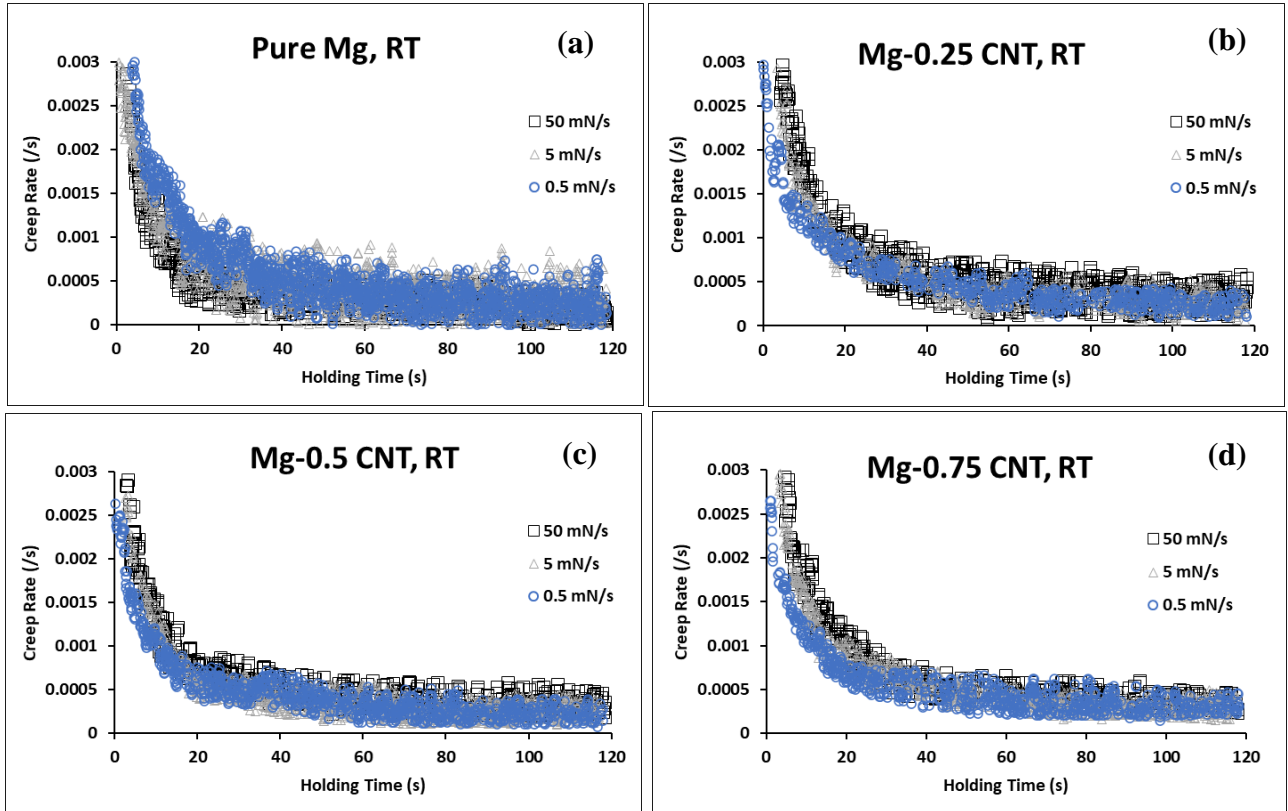 Pure Mg, RT
(a)
0.003
0.0025
0.002
0.0015
0.001
0.0005
0
Creep Rate (/s)
50 mN/s
5 mN/s
0.5 mN/s
0 20 40 60 80 100 120
Holding Time (s)
Mg-0.25 CNT, RT
(b)
0.003
0.0025
0.002
0.0015
0.001
0.0005
0
Creep Rate (/s)
50 mN/s
5 mN/s
0.5 mN/s
0 20 40 60 80 100 120
Holding Time (s)
Mg-0.5 CNT, RT
(c)
0.003
0.0025
0.002
0.0015
0.001
0.0005
0
Creep Rate (/s)
50 mN/s
5 mN/s
0.5 mN/s
0 20 40 60 80 100 120
Holding Time (s)
Mg-0.75 CNT, RT
(d)
0.003
0.0025
0.002
0.0015
0.001
0.0005
0
Creep Rate (/s)
50 mN/s
5 mN/s
0.5 mN/s
0 20 40 60 80 100 120
Holding Time (s)